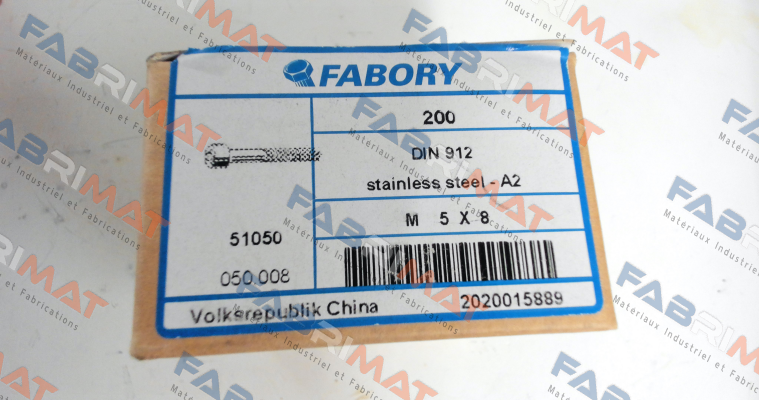 FABORY
200
DIN 912
stainless steel - A2
M 5 X 8
51050
050 008
Volksrepublik China
2020015889
FABRIMAT
Matériaux Industriel et Fabrications